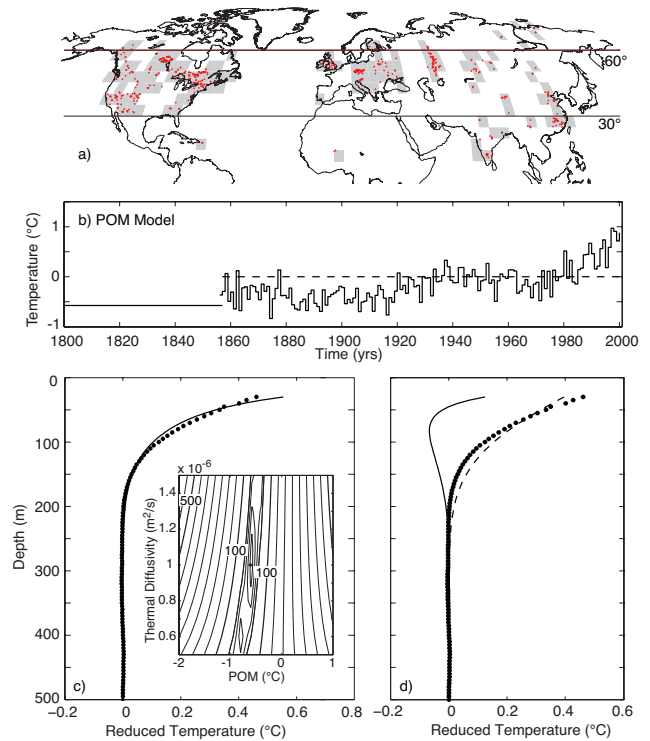 60°
30°
a)
b) POM Model
Temperature (°C)
1
0
-1
1800 1820 1840 1860 1880 1900 1920 1940 1960 1980 2000
Time (yrs)
0
100
200
300
400
500
Depth (m)
-0.2 0 0.2 0.4 0.6 0.8
Reduced Temperature (°C)
c)
x 10⁻⁶
1.4
1.2
1
0.8
0.6
Thermal Diffusivity (m²/s)
500
100
100
-2 -1 0 1
POM (°C)
d)
-0.2 0 0.2 0.4 0.6
Reduced Temperature (°C)